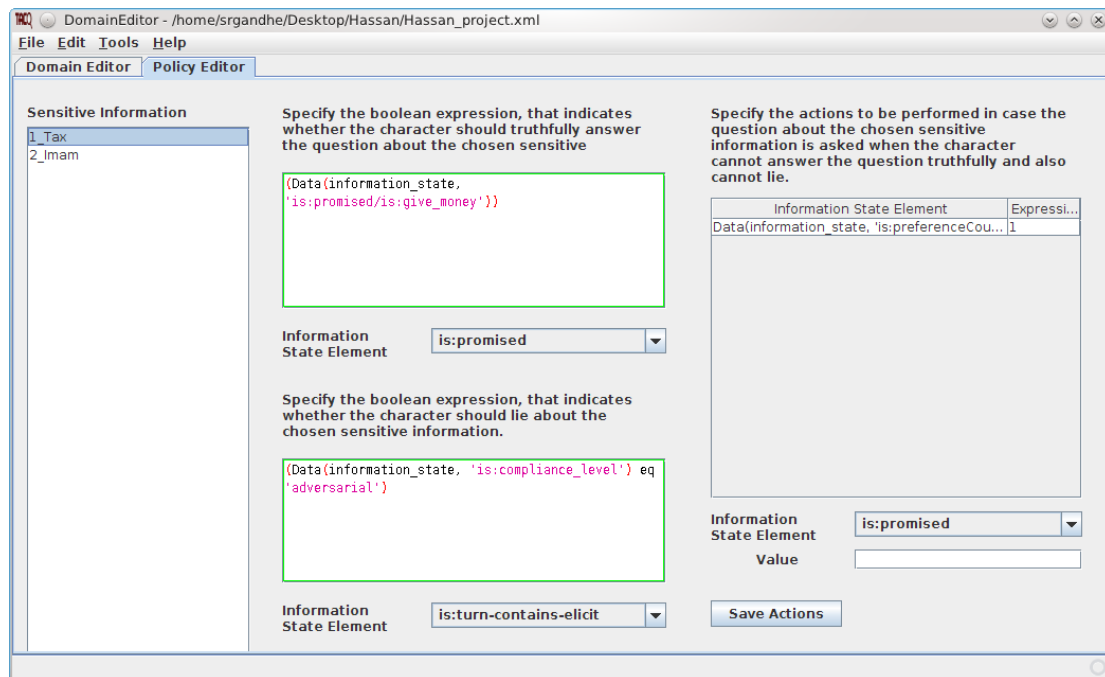 TACQ DomainEditor - /home/srgandhe/Desktop/Hassan/Hassan_project.xml
File Edit Tools Help
Domain Editor Policy Editor
Sensitive Information
1_Tax
2_Imam
Specify the boolean expression, that indicates
whether the character should truthfully answer
the question about the chosen sensitive
(Data(information_state,
'is:promised/is:give_money'))
Information
State Element
is:promised
Specify the boolean expression, that indicates
whether the character should lie about the
chosen sensitive information.
(Data(information_state, 'is:compliance_level') eq
'adversarial')
Information
State Element
is:turn-contains-elicit
Specify the actions to be performed in case the
question about the chosen sensitive
information is asked when the character
cannot answer the question truthfully and also
cannot lie.
Information State Element Expressi...
Data(information_state, 'is:preferenceCou... 1
Information
State Element
is:promised
Value
Save Actions